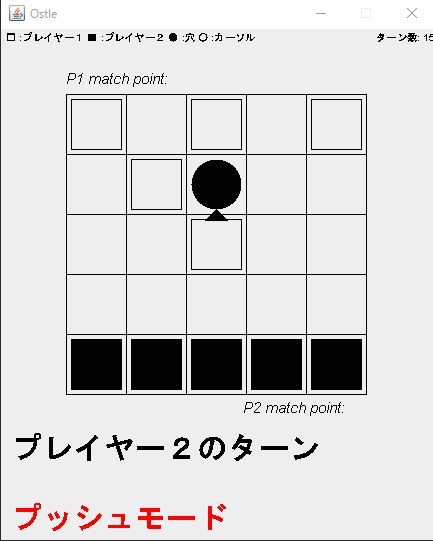 Ostle
□ :プレイヤー1 ■ :プレイヤー2 ● :穴 ○ :カーソル ターン数: 15
P1 match point:
P2 match point:
プレイヤー2のターン
プッシュモード